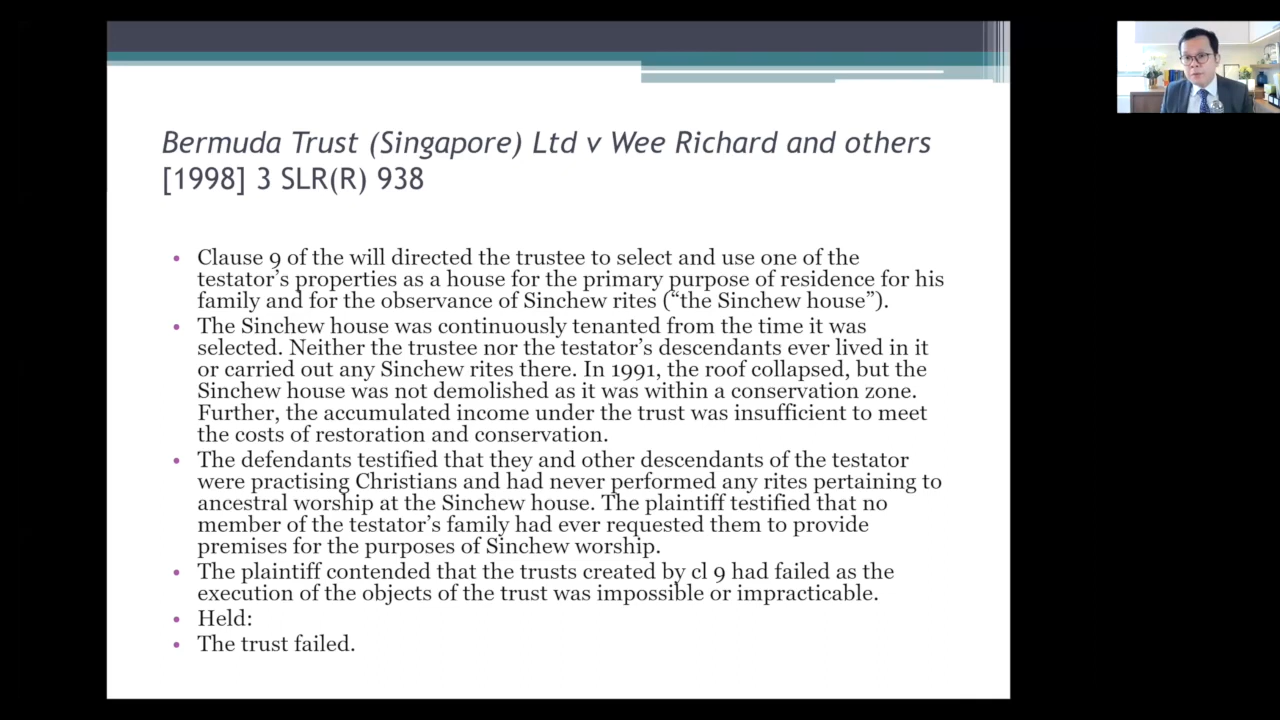 Bermuda Trust (Singapore) Ltd v Wee Richard and others
[1998] 3 SLR(R) 938
• Clause 9 of the will directed the trustee to select and use one of the
testator’s properties as a house for the primary purpose of residence for his
family and for the observance of Sinchew rites (“the Sinchew house”).
• The Sinchew house was continuously tenanted from the time it was
selected. Neither the trustee nor the testator’s descendants ever lived in it
or carried out any Sinchew rites there. In 1991, the roof collapsed, but the
Sinchew house was not demolished as it was within a conservation zone.
Further, the accumulated income under the trust was insufficient to meet
the costs of restoration and conservation.
• The defendants testified that they and other descendants of the testator
were practising Christians and had never performed any rites pertaining to
ancestral worship at the Sinchew house. The plaintiff testified that no
member of the testator’s family had ever requested them to provide
premises for the purposes of Sinchew worship.
• The plaintiff contended that the trusts created by cl 9 had failed as the
execution of the objects of the trust was impossible or impracticable.
• Held:
• The trust failed.